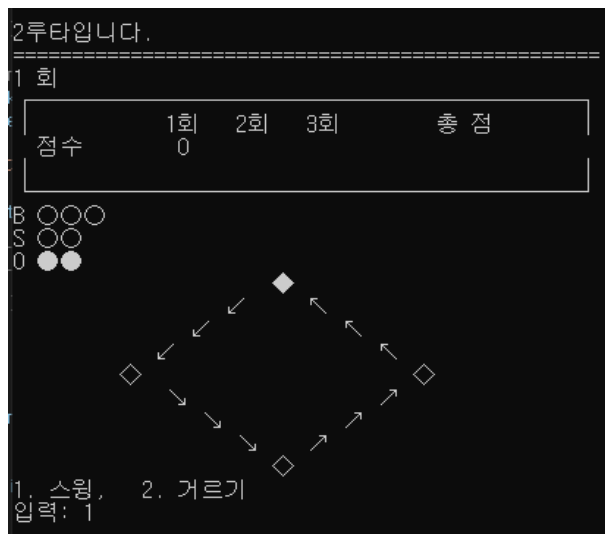 2루타입니다.
==================================================
1 회
1회 2회 3회 총 점
점수 0
B ○○○
S ○○
O ●●
1. 스윙, 2. 거르기
입력: 1